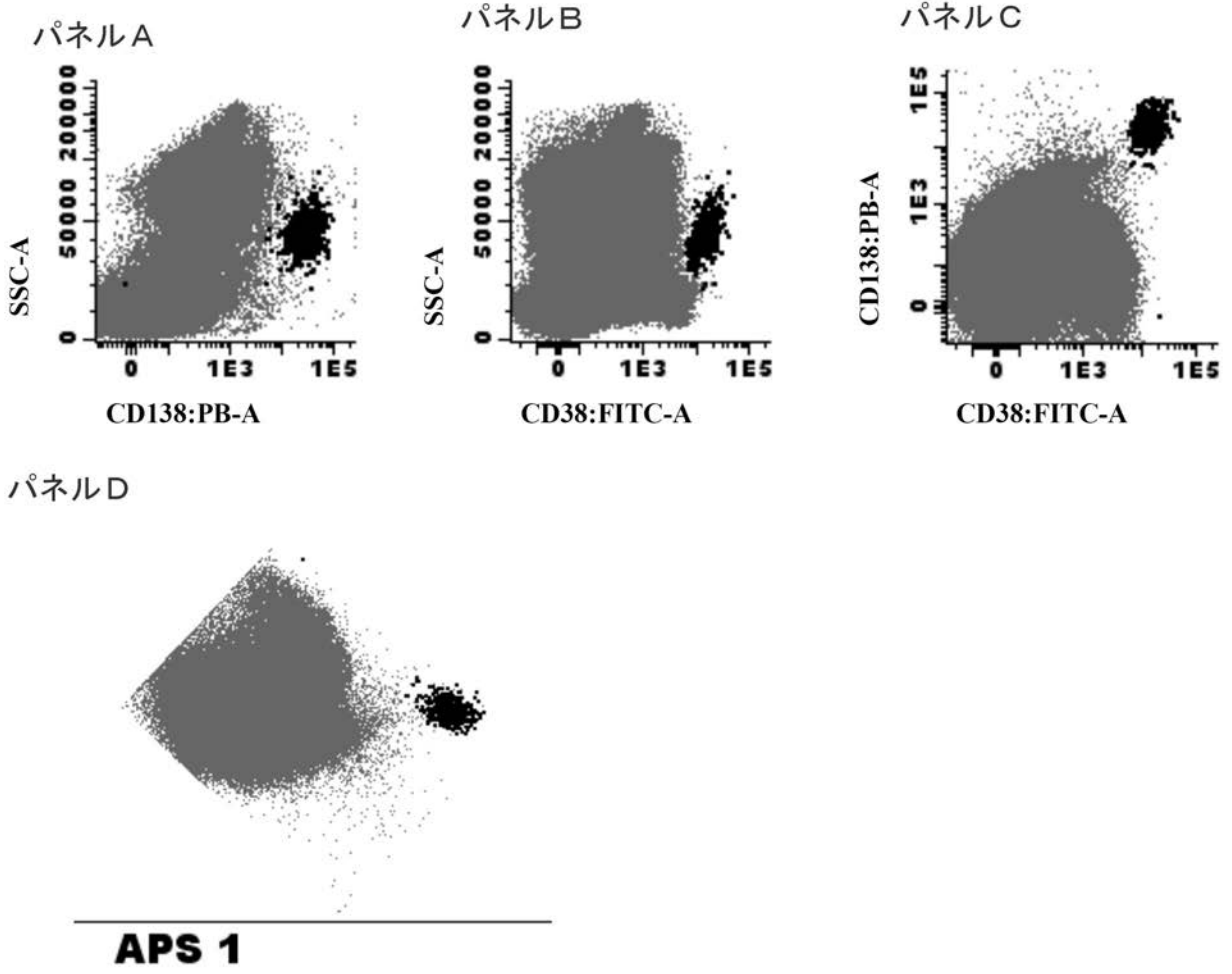 パネルA
パネルB
パネルC
200000
50000
0
SSC-A
0 1E3 1E5
CD138:PB-A
200000
50000
0
SSC-A
0 1E3 1E5
CD38:FITC-A
1E5
1E3
0
CD138:PB-A
0 1E3 1E5
CD38:FITC-A
パネルD
APS 1